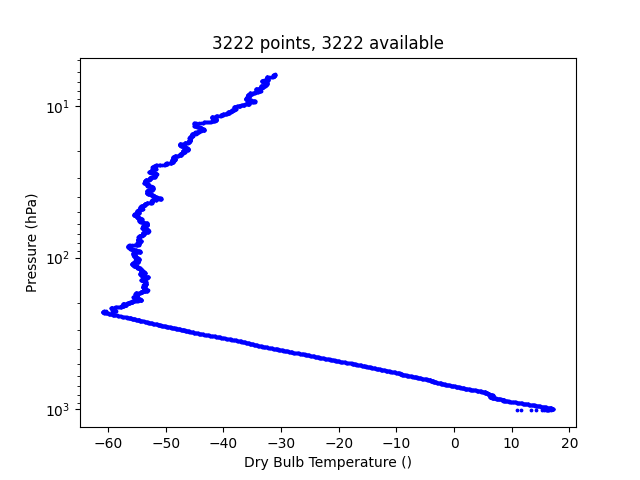 3222 points, 3222 available
10¹
10²
10³
Pressure (hPa)
−60 −50 −40 −30 −20 −10 0 10 20
Dry Bulb Temperature ()